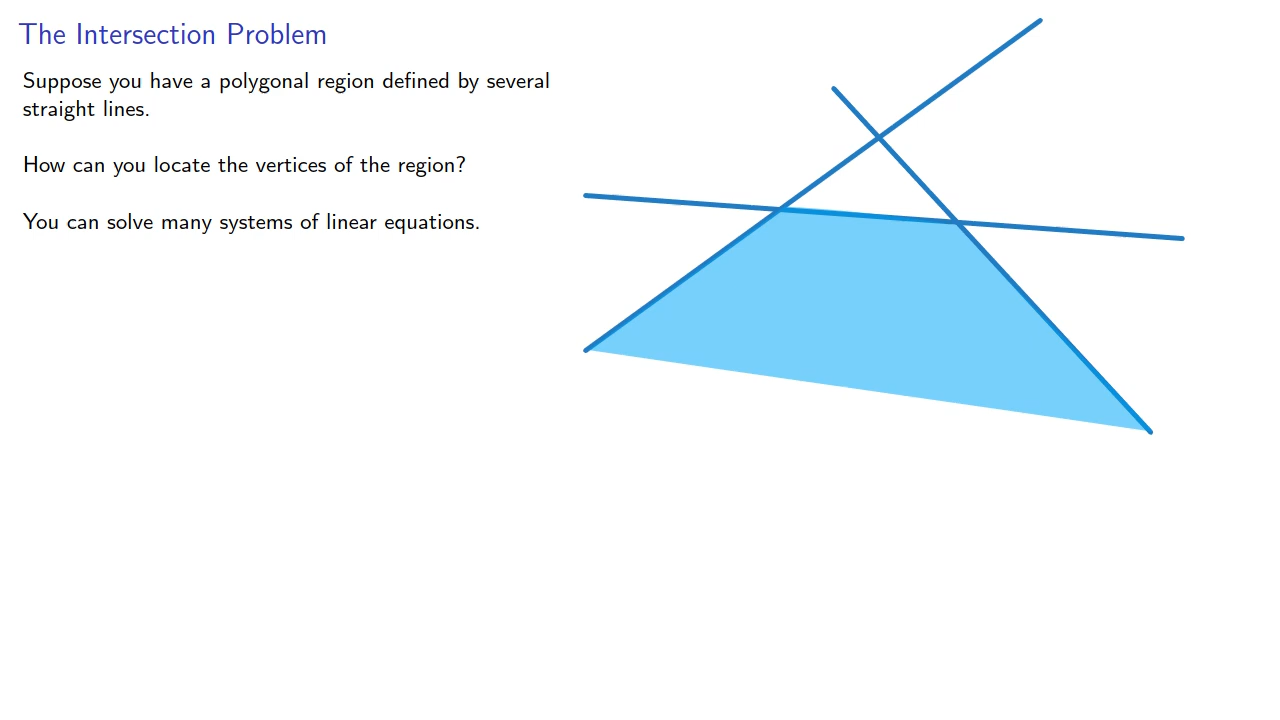 The Intersection Problem
Suppose you have a polygonal region defined by several
straight lines.
How can you locate the vertices of the region?
You can solve many systems of linear equations.